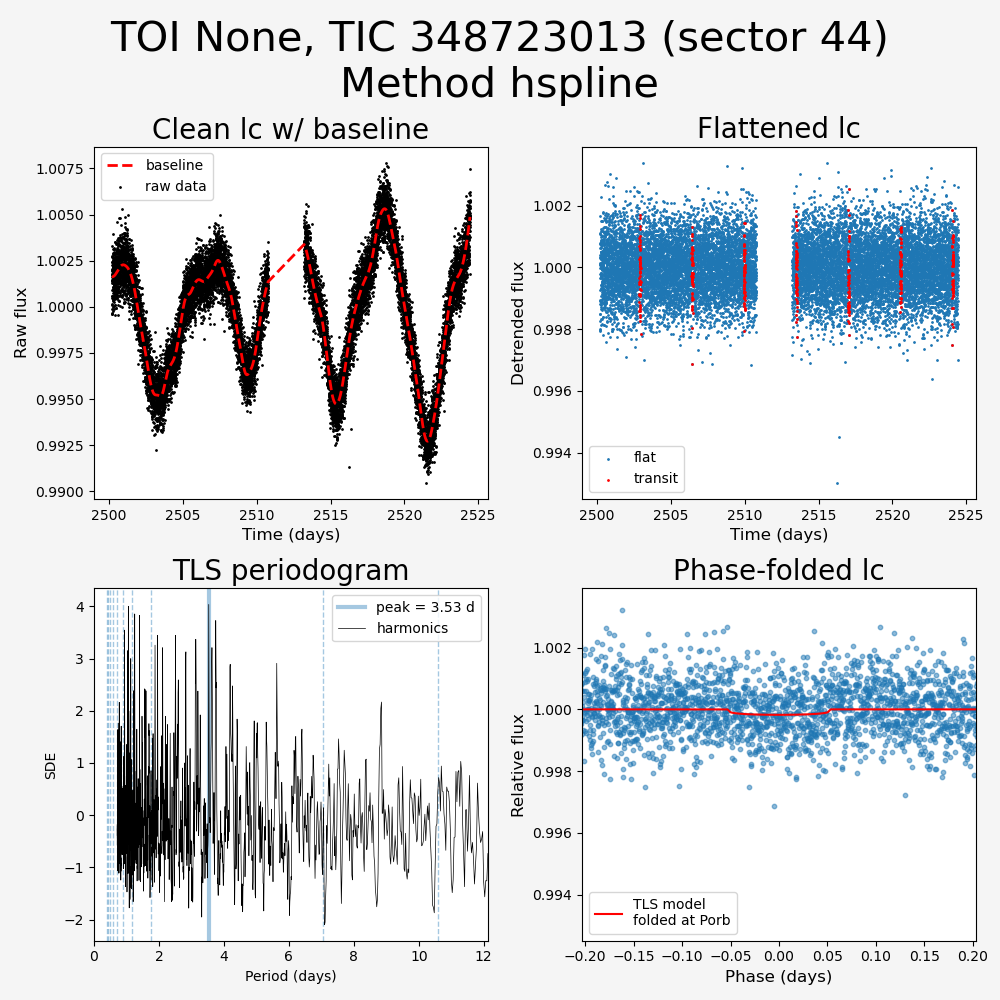 TOI None, TIC 348723013 (sector 44)
Method hspline
Clean lc w/ baseline
baseline
raw data
Raw flux
1.0075
1.0050
1.0025
1.0000
0.9975
0.9950
0.9925
0.9900
2500
2505
2510
2515
2520
2525
Time (days)
Flattened lc
Detrended flux
1.002
1.000
0.998
0.996
0.994
flat
transit
2500
2505
2510
2515
2520
2525
Time (days)
TLS periodogram
peak = 3.53 d
harmonics
SDE
4
3
2
1
0
−1
−2
0
2
4
6
8
10
12
Period (days)
Phase-folded lc
Relative flux
1.002
1.000
0.998
0.996
0.994
TLS model
folded at Porb
−0.20
−0.15
−0.10
−0.05
0.00
0.05
0.10
0.15
0.20
Phase (days)